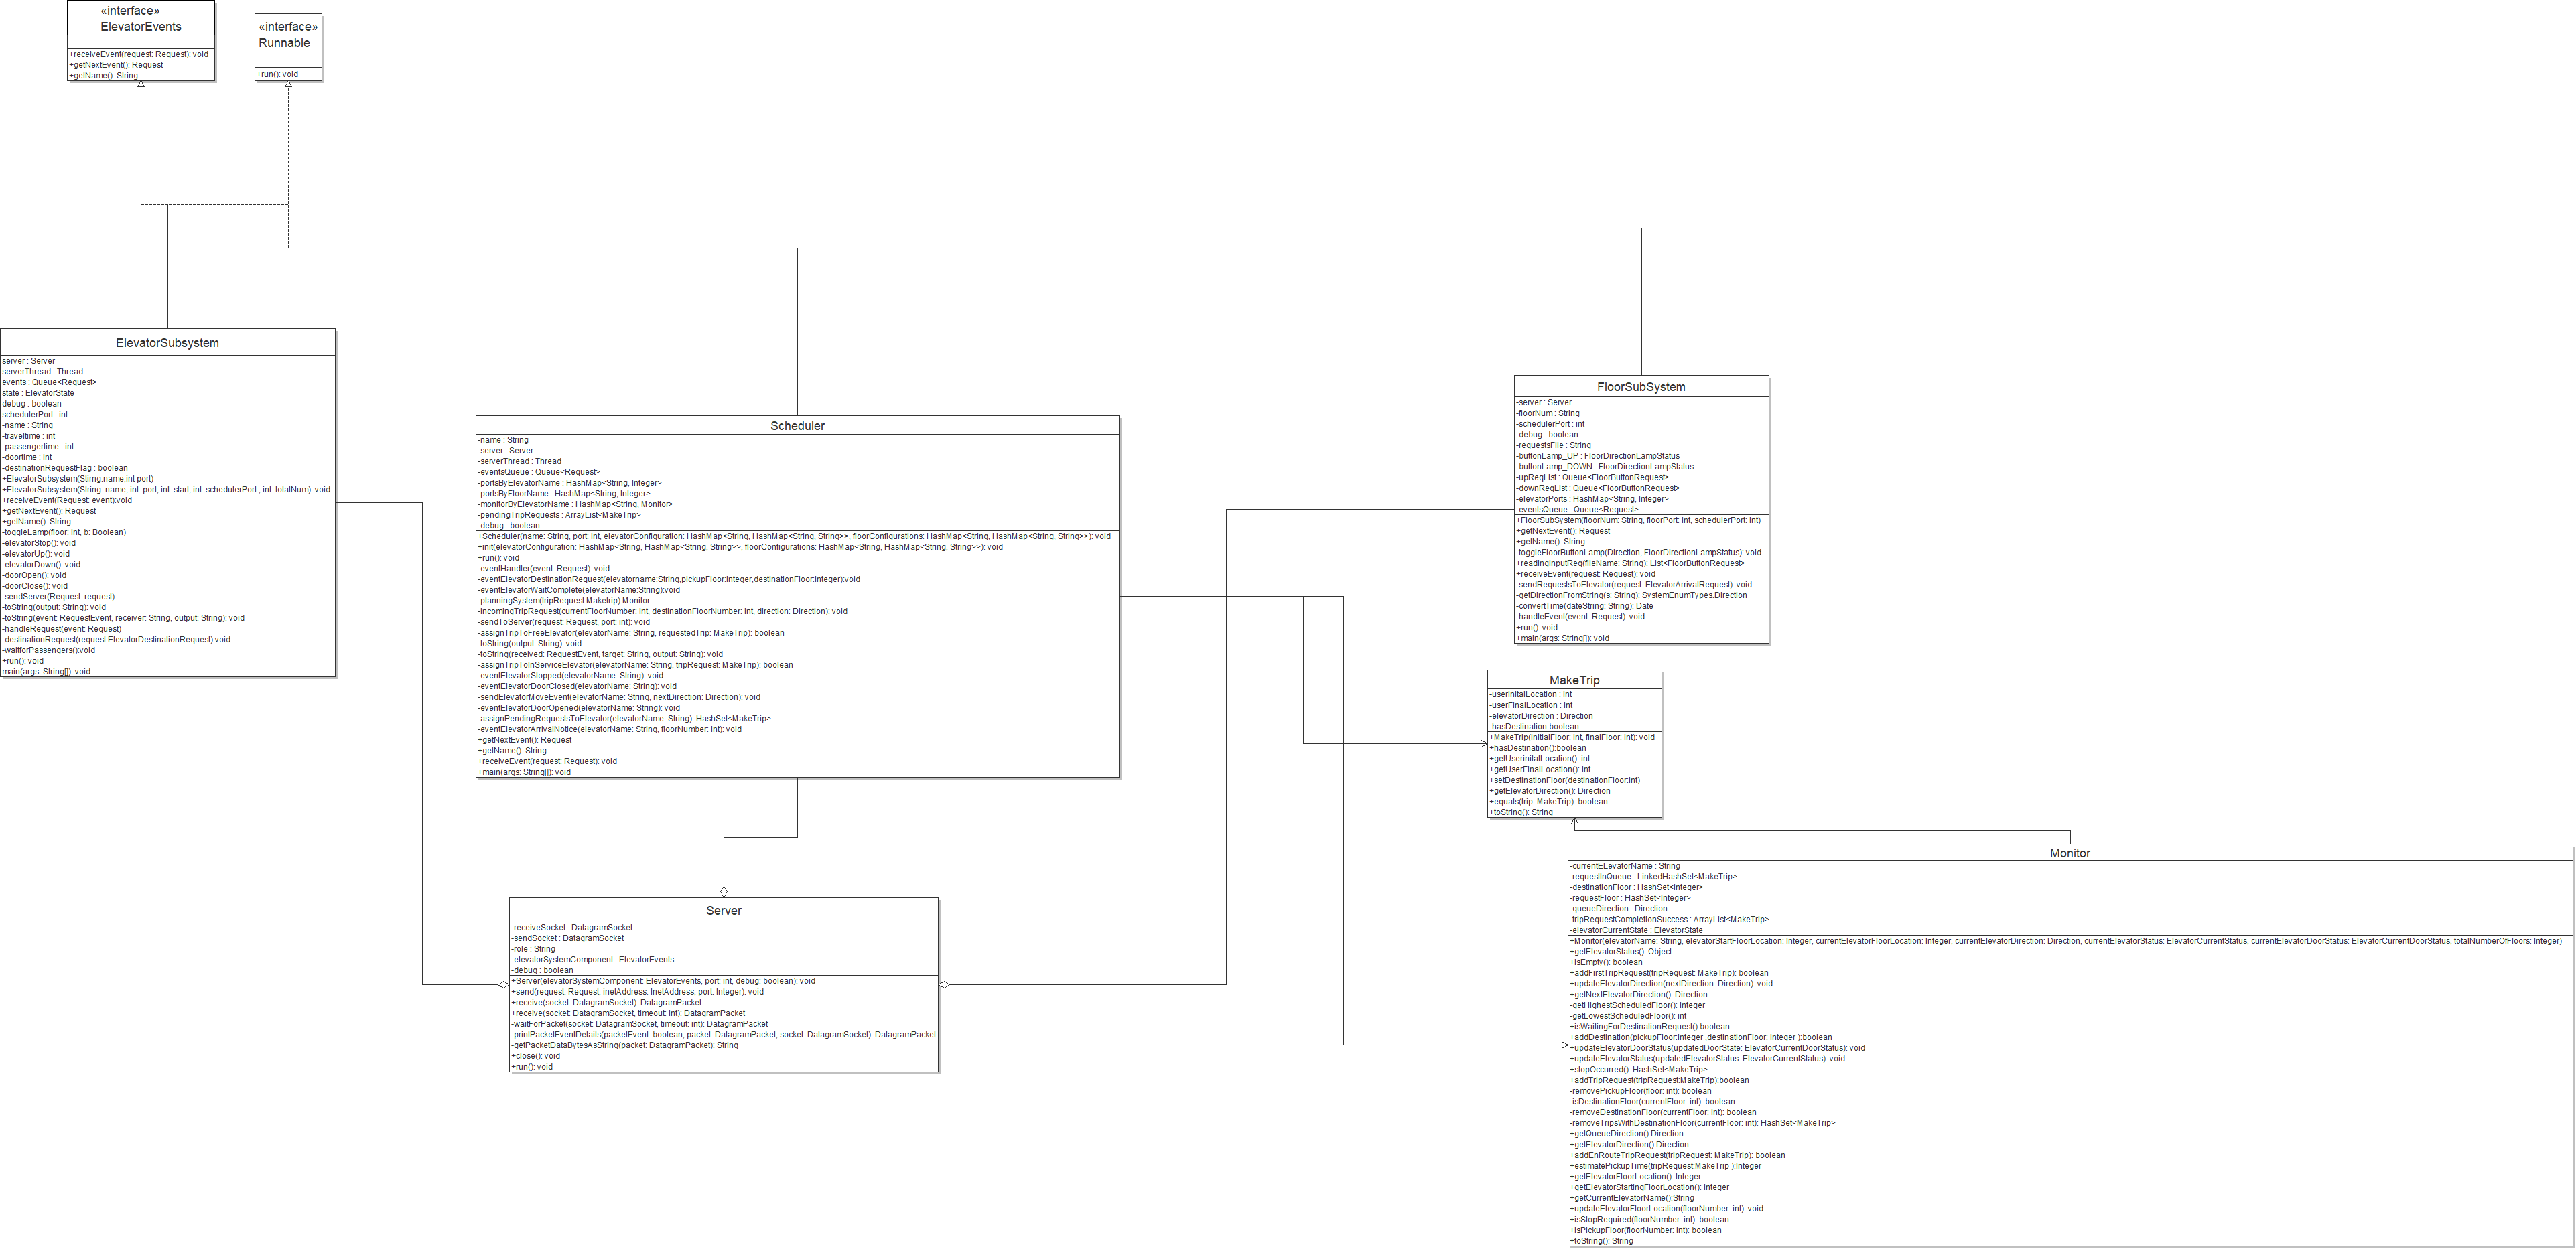 «interface»
ElevatorEvents
+receiveEvent(request: Request): void
+getNextEvent(): Request
+getName(): String
«interface»
Runnable
+run(): void
ElevatorSubsystem
server : Server
serverThread : Thread
events : Queue<Request>
state : ElevatorState
debug : boolean
schedulerPort : int
-name : String
-traveltime : int
-passengertime : int
-doortime : int
-destinationRequestFlag : boolean
+ElevatorSubsystem(Stirng:name,int port)
+ElevatorSubsystem(String: name, int: port, int: start, int: schedulerPort , int: totalNum): void
+receiveEvent(Request: event):void
+getNextEvent(): Request
+getName(): String
-toggleLamp(floor: int, b: Boolean)
-elevatorStop(): void
-elevatorUp(): void
-elevatorDown(): void
-doorOpen(): void
-doorClose(): void
-sendServer(Request: request)
-toString(output: String): void
-toString(event: RequestEvent, receiver: String, output: String): void
-handleRequest(event: Request)
-destinationRequest(request ElevatorDestinationRequest):void
-waitforPassengers():void
+run(): void
main(args: String[]): void
Scheduler
-name : String
-server : Server
-serverThread : Thread
-eventsQueue : Queue<Request>
-portsByElevatorName : HashMap<String, Integer>
-portsByFloorName : HashMap<String, Integer>
-monitorByElevatorName : HashMap<String, Monitor>
-pendingTripRequests : ArrayList<MakeTrip>
-debug : boolean
+Scheduler(name: String, port: int, elevatorConfiguration: HashMap<String, HashMap<String, String>>, floorConfigurations: HashMap<String, HashMap<String, String>>): void
+init(elevatorConfiguration: HashMap<String, HashMap<String, String>>, floorConfigurations: HashMap<String, HashMap<String, String>>): void
+run(): void
-eventHandler(event: Request): void
-eventElevatorDestinationRequest(elevatorname:String,pickupFloor:Integer,destinationFloor:Integer):void
-eventElevatorWaitComplete(elevatorName:String):void
-planningSystem(tripRequest:Maketrip):Monitor
-incomingTripRequest(currentFloorNumber: int, destinationFloorNumber: int, direction: Direction): void
-sendToServer(request: Request, port: int): void
-assignTripToFreeElevator(elevatorName: String, requestedTrip: MakeTrip): boolean
-toString(output: String): void
-toString(received: RequestEvent, target: String, output: String): void
-assignTripToInServiceElevator(elevatorName: String, tripRequest: MakeTrip): boolean
-eventElevatorStopped(elevatorName: String): void
-eventElevatorDoorClosed(elevatorName: String): void
-sendElevatorMoveEvent(elevatorName: String, nextDirection: Direction): void
-eventElevatorDoorOpened(elevatorName: String): void
-assignPendingRequestsToElevator(elevatorName: String): HashSet<MakeTrip>
-eventElevatorArrivalNotice(elevatorName: String, floorNumber: int): void
+getNextEvent(): Request
+getName(): String
+receiveEvent(request: Request): void
+main(args: String[]): void
FloorSubSystem
-server : Server
-floorNum : String
-schedulerPort : int
-debug : boolean
-requestsFile : String
-buttonLamp_UP : FloorDirectionLampStatus
-buttonLamp_DOWN : FloorDirectionLampStatus
-upReqList : Queue<FloorButtonRequest>
-downReqList : Queue<FloorButtonRequest>
-elevatorPorts : HashMap<String, Integer>
-eventsQueue : Queue<Request>
+FloorSubSystem(floorNum: String, floorPort: int, schedulerPort: int)
+getNextEvent(): Request
+getName(): String
-toggleFloorButtonLamp(Direction, FloorDirectionLampStatus): void
+readingInputReq(fileName: String): List<FloorButtonRequest>
+receiveEvent(request: Request): void
-sendRequestsToElevator(request: ElevatorArrivalRequest): void
-getDirectionFromString(s: String): SystemEnumTypes.Direction
-convertTime(dateString: String): Date
-handleEvent(event: Request): void
+run(): void
+main(args: String[]): void
MakeTrip
-userinitalLocation : int
-userFinalLocation : int
-elevatorDirection : Direction
-hasDestination:boolean
+MakeTrip(initialFloor: int, finalFloor: int): void
+hasDestination():boolean
+getUserinitalLocation(): int
+getUserFinalLocation(): int
+setDestinationFloor(destinationFloor:int)
+getElevatorDirection(): Direction
+equals(trip: MakeTrip): boolean
+toString(): String
Monitor
-currentELevatorName : String
-requestInQueue : LinkedHashSet<MakeTrip>
-destinationFloor : HashSet<Integer>
-requestFloor : HashSet<Integer>
-queueDirection : Direction
-tripRequestCompletionSuccess : ArrayList<MakeTrip>
-elevatorCurrentState : ElevatorState
+Monitor(elevatorName: String, elevatorStartFloorLocation: Integer, currentElevatorFloorLocation: Integer, currentElevatorDirection: Direction, currentElevatorStatus: ElevatorCurrentStatus, currentElevatorDoorStatus: ElevatorCurrentDoorStatus, totalNumberOfFloors: Integer)
+getElevatorStatus(): Object
+isEmpty(): boolean
+addFirstTripRequest(tripRequest: MakeTrip): boolean
+updateElevatorDirection(nextDirection: Direction): void
+getNextElevatorDirection(): Direction
-getHighestScheduledFloor(): Integer
-getLowestScheduledFloor(): int
+isWaitingForDestinationRequest():boolean
+addDestination(pickupFloor:Integer ,destinationFloor: Integer ):boolean
+updateElevatorDoorStatus(updatedDoorState: ElevatorCurrentDoorStatus): void
+updateElevatorStatus(updatedElevatorStatus: ElevatorCurrentStatus): void
+stopOccurred(): HashSet<MakeTrip>
+addTripRequest(tripRequest:MakeTrip):boolean
-removePickupFloor(floor: int): boolean
-isDestinationFloor(currentFloor: int): boolean
-removeDestinationFloor(currentFloor: int): boolean
-removeTripsWithDestinationFloor(currentFloor: int): HashSet<MakeTrip>
+getQueueDirection():Direction
+getElevatorDirection():Direction
+addEnRouteTripRequest(tripRequest: MakeTrip): boolean
+estimatePickupTime(tripRequest:MakeTrip ):Integer
+getElevatorFloorLocation(): Integer
+getElevatorStartingFloorLocation(): Integer
+getCurrentElevatorName():String
+updateElevatorFloorLocation(floorNumber: int): void
+isStopRequired(floorNumber: int): boolean
+isPickupFloor(floorNumber: int): boolean
+toString(): String
Server
-receiveSocket : DatagramSocket
-sendSocket : DatagramSocket
-role : String
-elevatorSystemComponent : ElevatorEvents
-debug : boolean
+Server(elevatorSystemComponent: ElevatorEvents, port: int, debug: boolean): void
+send(request: Request, inetAddress: InetAddress, port: Integer): void
+receive(socket: DatagramSocket): DatagramPacket
+receive(socket: DatagramSocket, timeout: int): DatagramPacket
-waitForPacket(socket: DatagramSocket, timeout: int): DatagramPacket
-printPacketEventDetails(packetEvent: boolean, packet: DatagramPacket, socket: DatagramSocket): DatagramPacket
-getPacketDataBytesAsString(packet: DatagramPacket): String
+close(): void
+run(): void